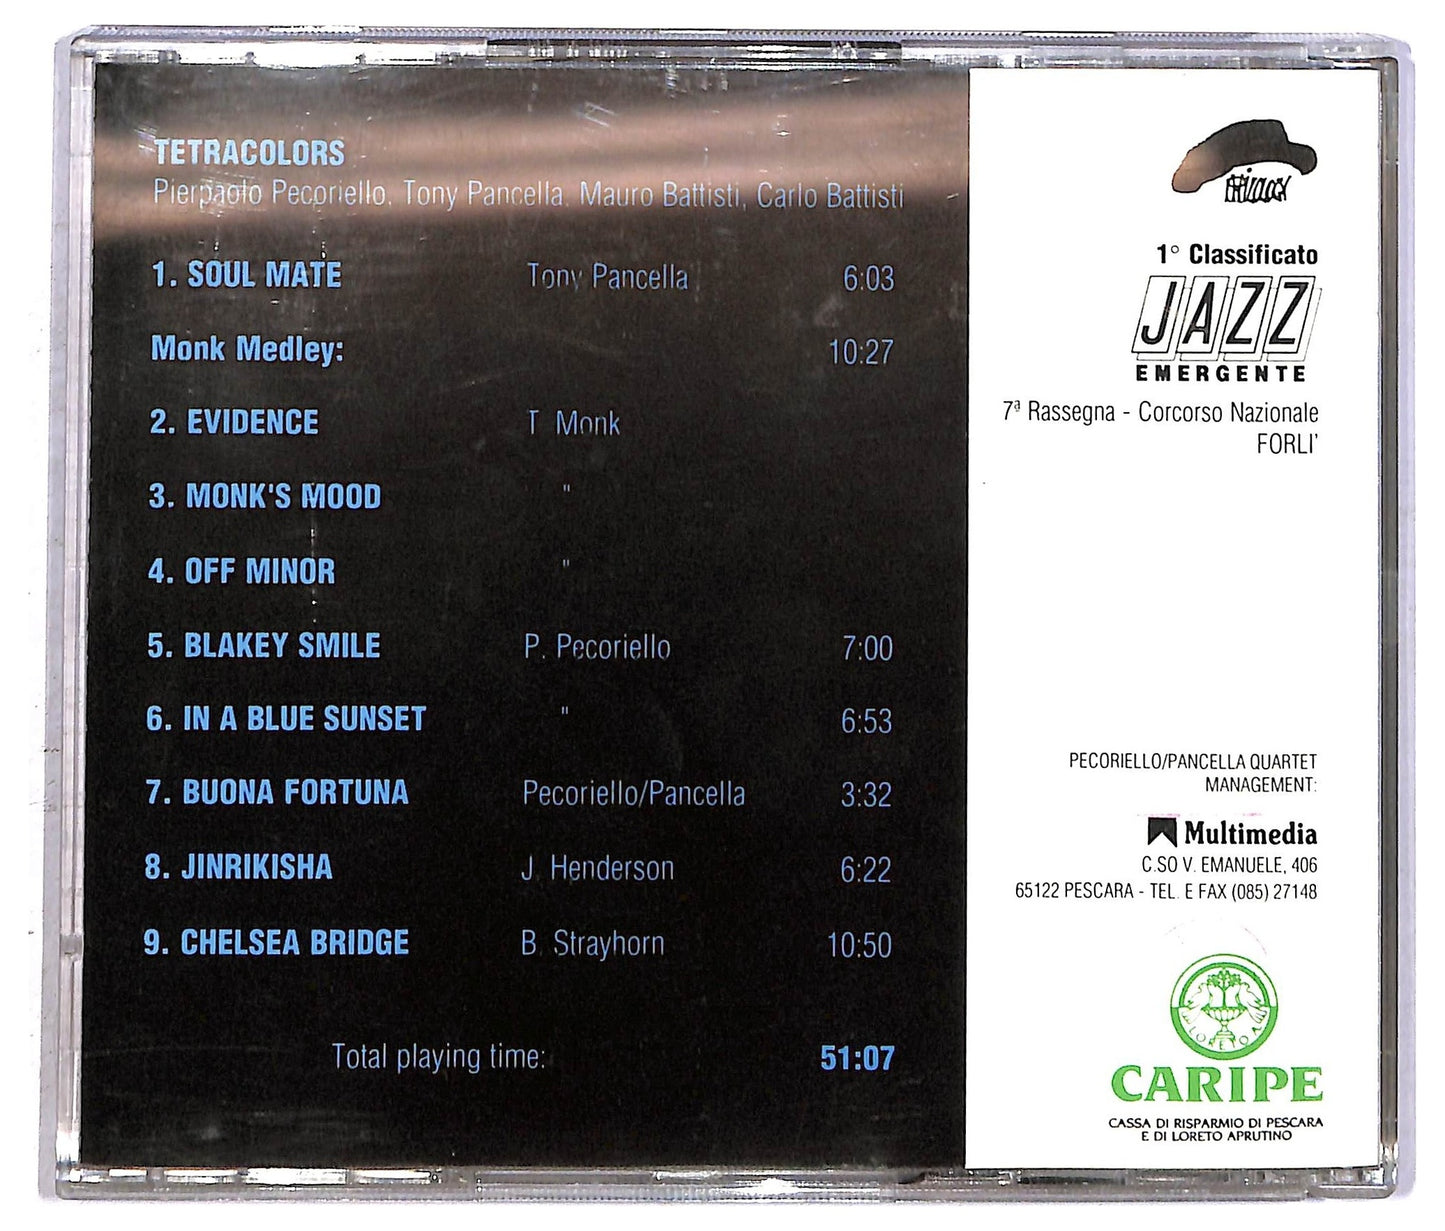 TETRACOLORS
Pierpaolo Pecoriello, Tony Pancella, Mauro Battisti, Carlo Battisti
1. SOUL MATE Tony Pancella 6:03
Monk Medley: 10:27
2. EVIDENCE T. Monk
3. MONK'S MOOD "
4. OFF MINOR "
5. BLAKEY SMILE P. Pecoriello 7:00
6. IN A BLUE SUNSET " 6:53
7. BUONA FORTUNA Pecoriello/Pancella 3:32
8. JINRIKISHA J. Henderson 6:22
9. CHELSEA BRIDGE B. Strayhorn 10:50
Total playing time: 51:07
1° Classificato
JAZZ
EMERGENTE
7ª Rassegna - Corcorso Nazionale
FORLI'
PECORIELLO/PANCELLA QUARTET
MANAGEMENT:
Multimedia
C.SO V. EMANUELE, 406
65122 PESCARA - TEL. E FAX (085) 27148
LORETO A
CARIPE
CASSA DI RISPARMIO DI PESCARA
E DI LORETO APRUTINO